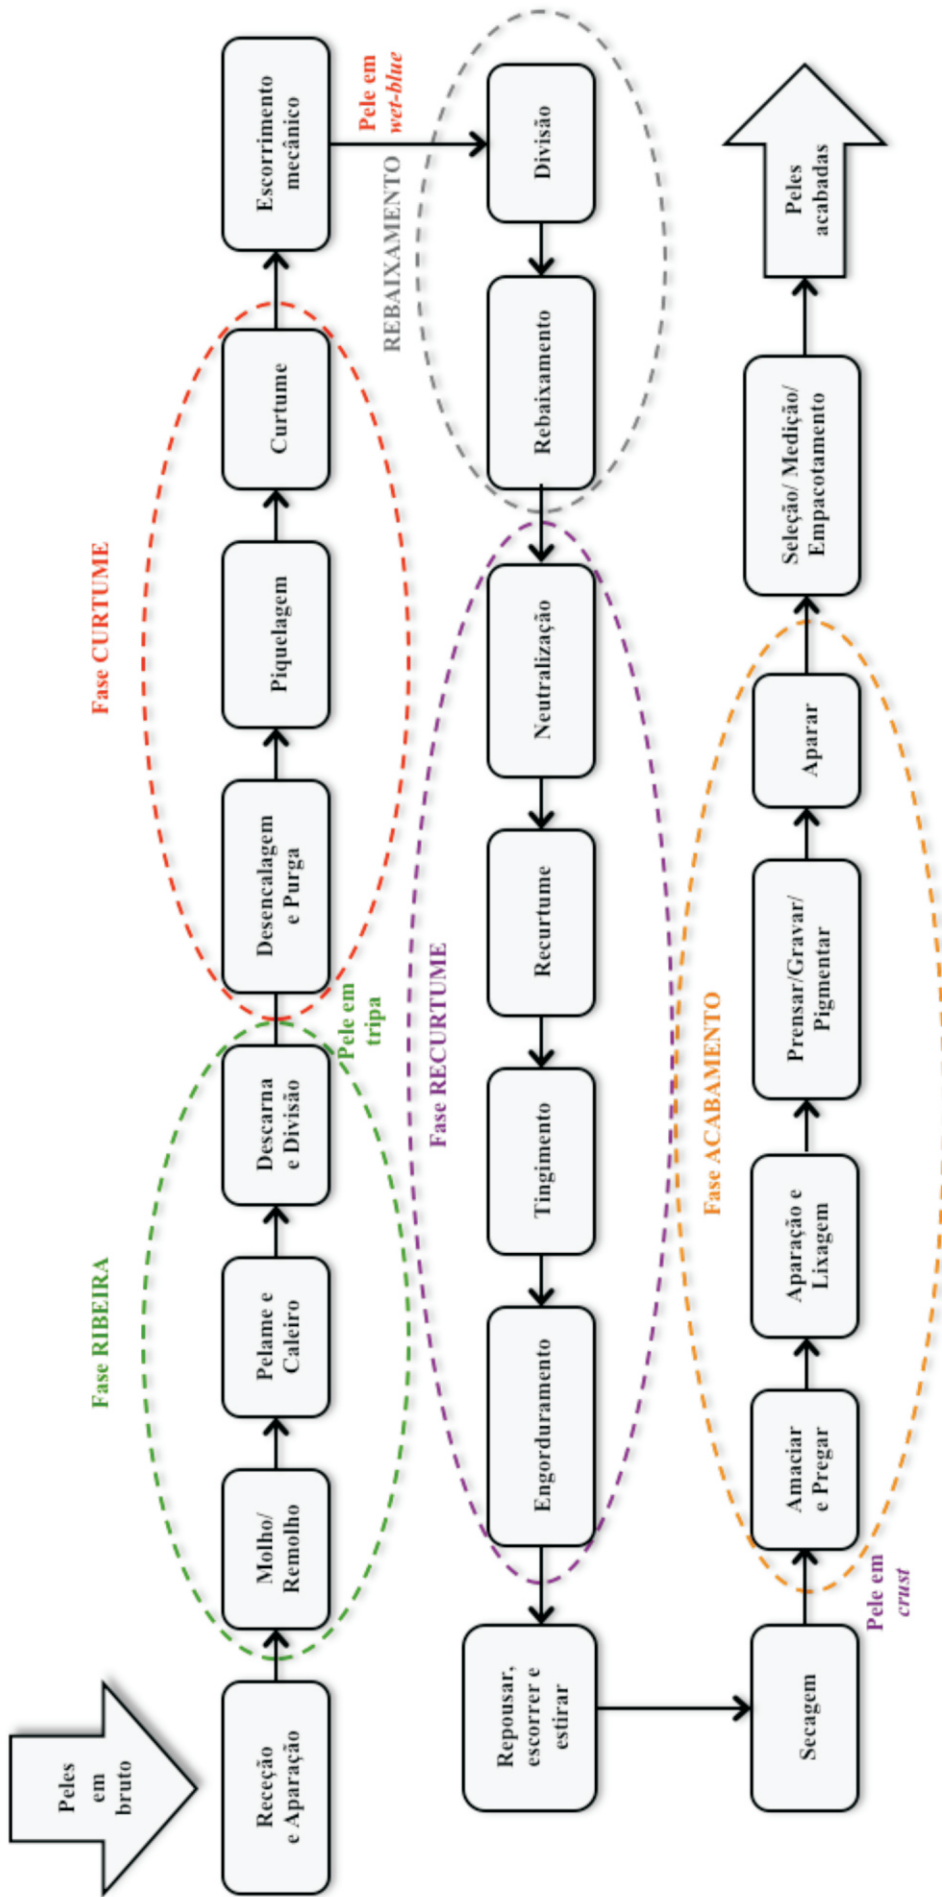 Peles
em
bruto
Receção
e Aparação
Fase RIBEIRA
Molho/
Remolho
Pelame e
Caleiro
Descarna
e Divisão
Pele em
tripa
Fase CURTUME
Desencalagem
e Purga
Piquelagem
Curtume
Escorrimento
mecânico
Pele em
wet-blue
REBAIXAMENTO
Divisão
Rebaixamento
Fase RECURTUME
Neutralização
Recurtume
Tingimento
Engorduramento
Repousar,
escorrer e
estirar
Secagem
Pele em
crust
Fase ACABAMENTO
Amaciar
e Pregar
Aparação e
Lixagem
Prensar/Gravar/
Pigmentar
Aparar
Seleção/ Medição/
Empacotamento
Peles
acabadas